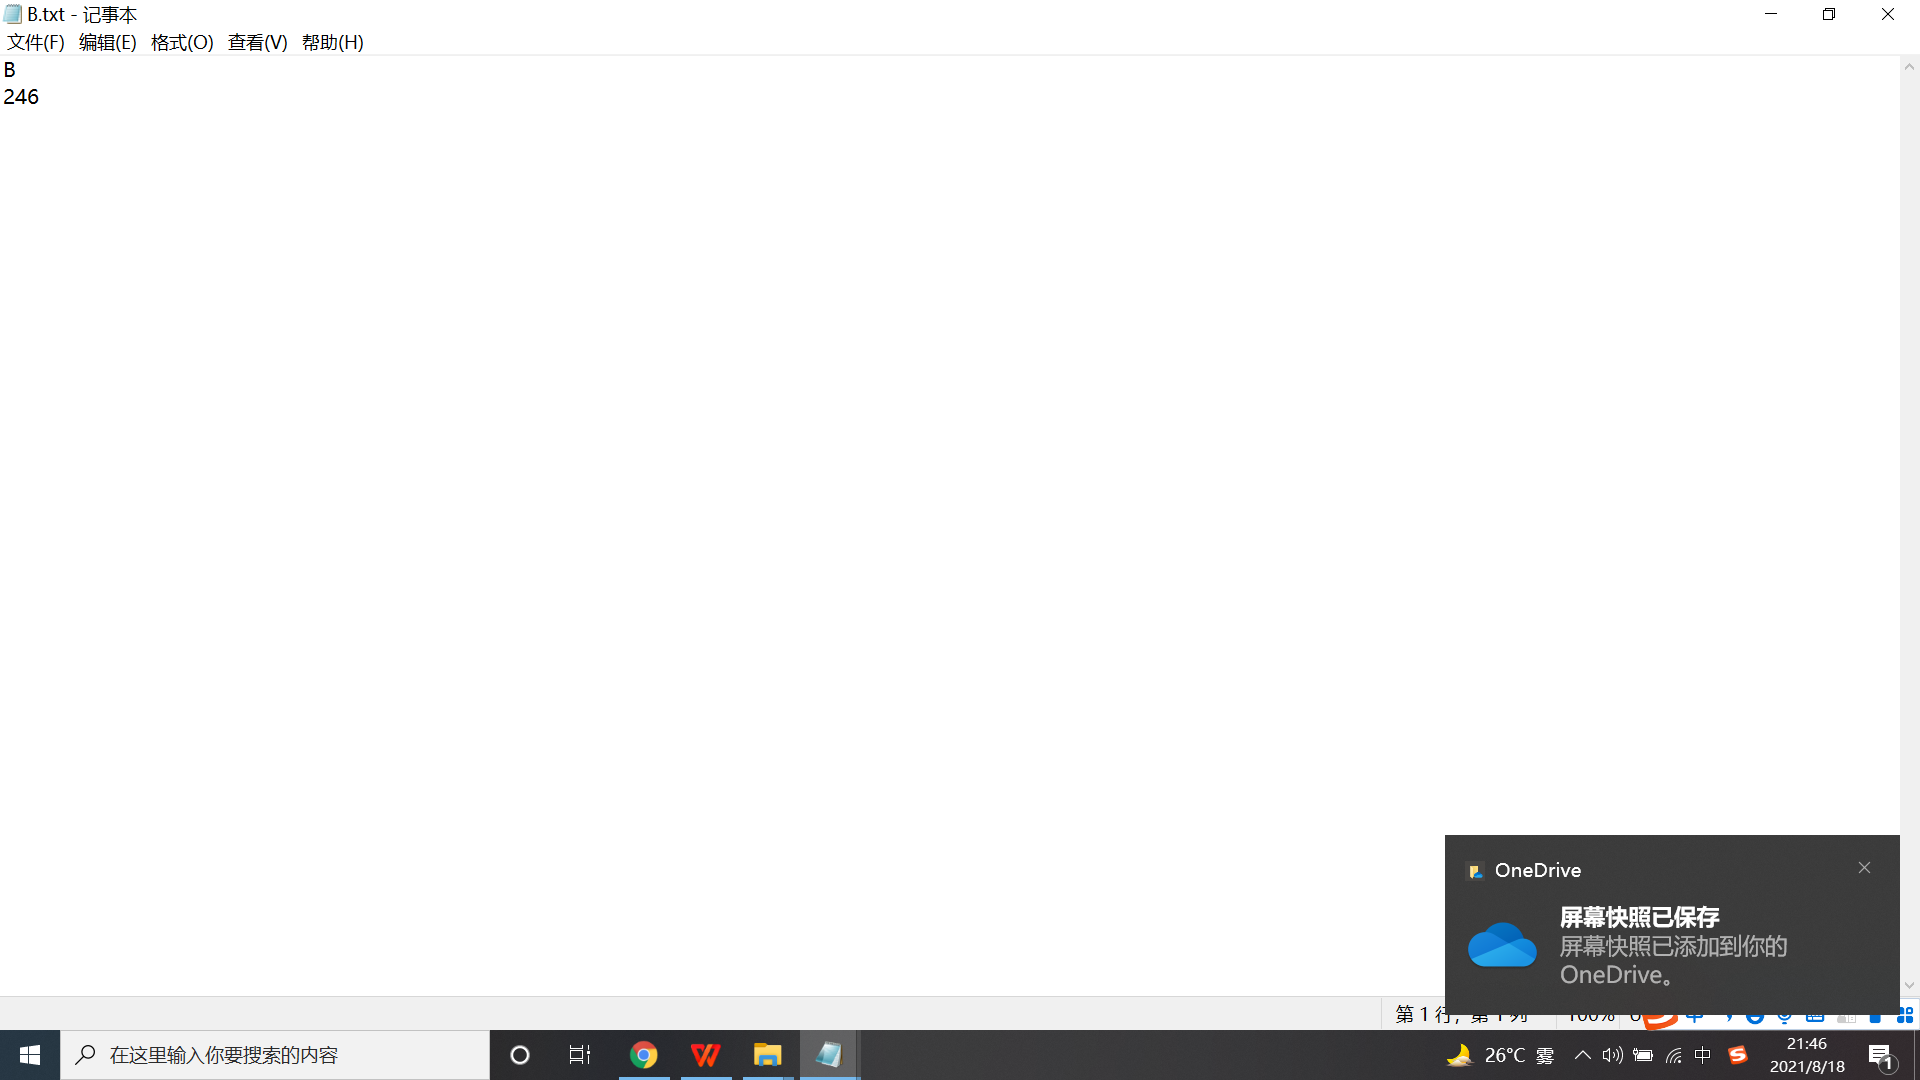 B.txt - 记事本
文件(F) 编辑(E) 格式(O) 查看(V) 帮助(H)
B
246
OneDrive
屏幕快照已保存
屏幕快照已添加到你的
OneDrive。
第 1 行，第 1 列 100%
在这里输入你要搜索的内容
26°C 雾
中
21:46
2021/8/18
1